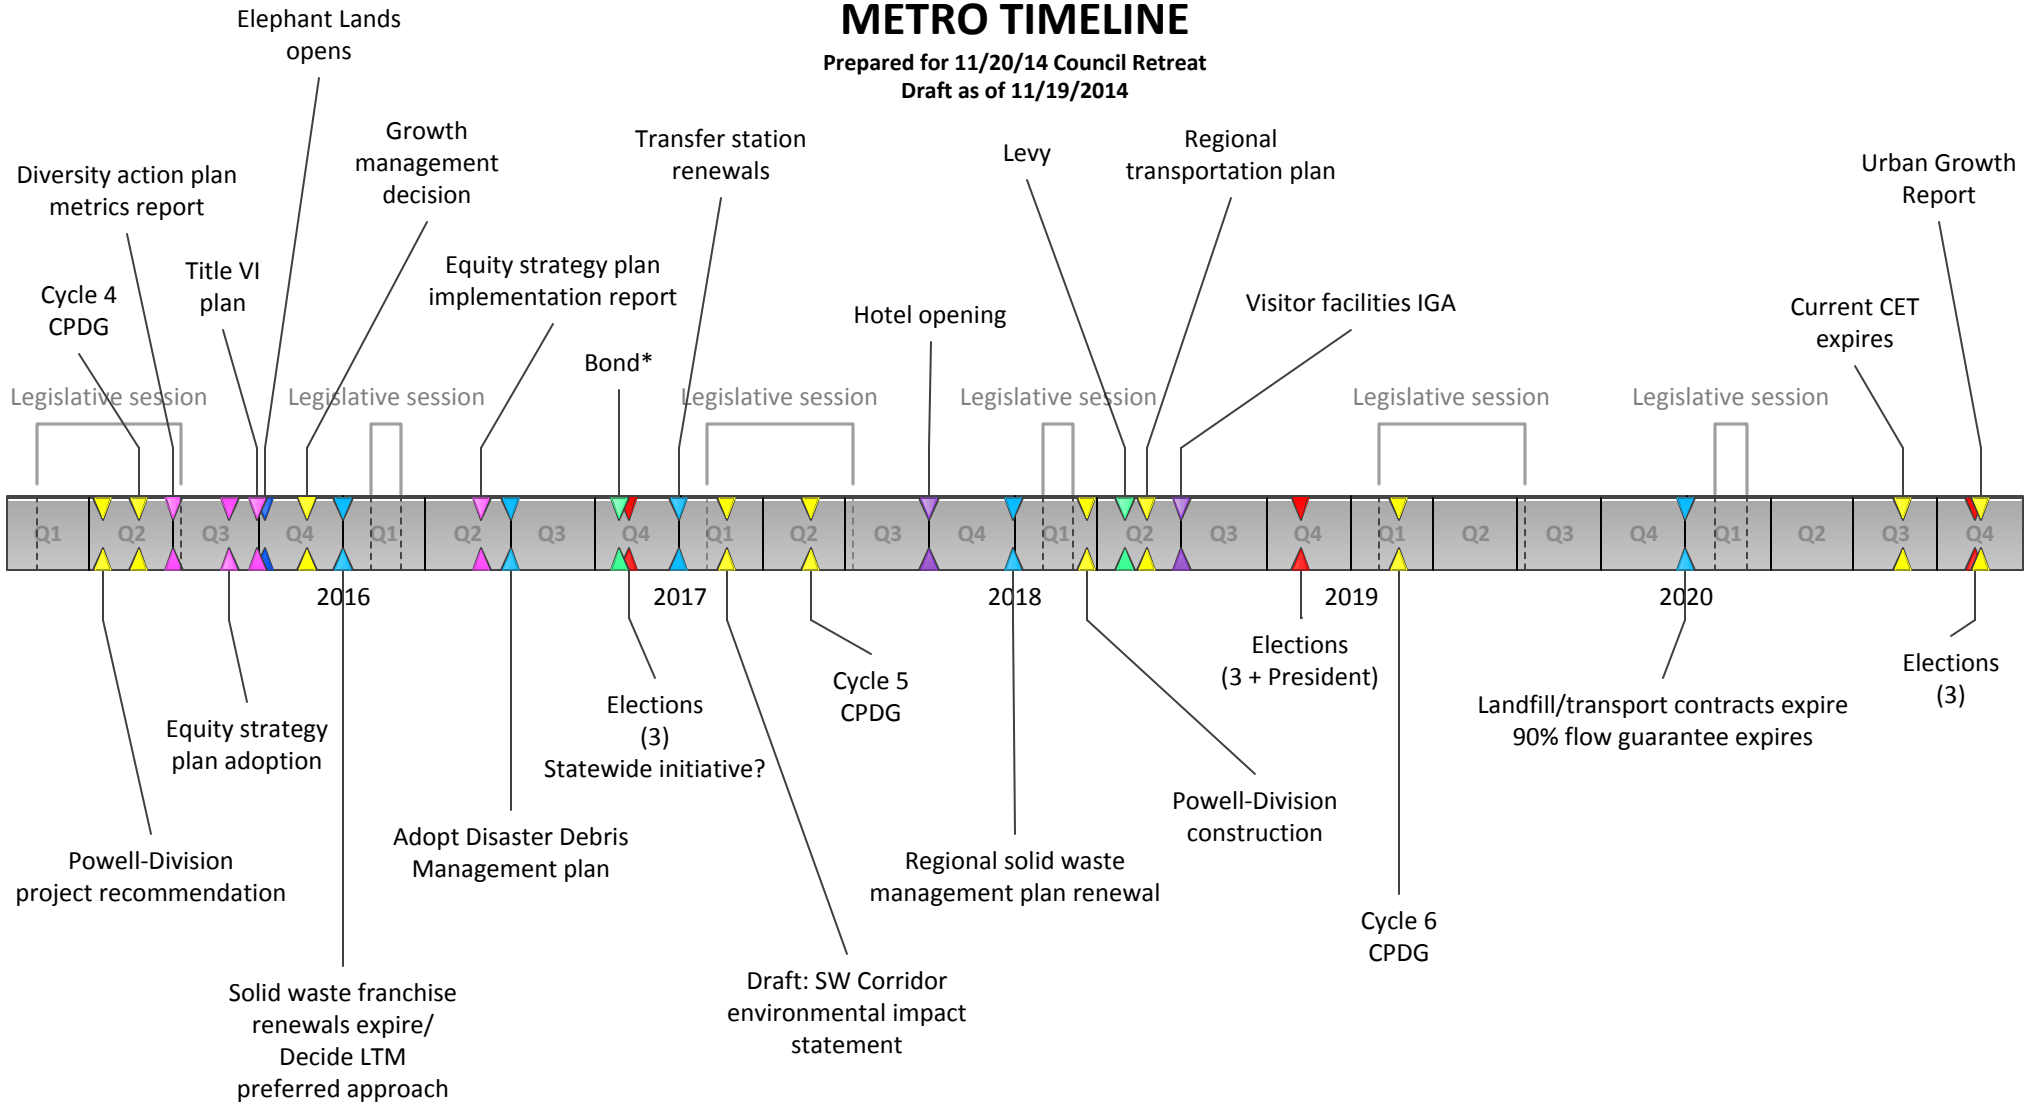 METRO TIMELINE
Prepared for 11/20/14 Council Retreat
Draft as of 11/19/2014
Elephant Lands
opens
Growth
management
decision
Transfer station
renewals
Levy
Regional
transportation plan
Urban Growth
Report
Diversity action plan
metrics report
Title VI
plan
Equity strategy plan
implementation report
Cycle 4
CPDG
Bond*
Hotel opening
Visitor facilities IGA
Current CET
expires
Legislative session
Legislative session
Legislative session
Legislative session
Legislative session
Legislative session
Q1
Q2
Q3
Q4
Q1
Q2
Q3
Q4
Q1
Q2
Q3
Q4
Q1
Q2
Q3
Q4
Q1
Q2
Q3
Q4
Q1
Q2
Q3
Q4
2016
2017
2018
2019
2020
Powell-Division
project recommendation
Equity strategy
plan adoption
Solid waste franchise
renewals expire/
Decide LTM
preferred approach
Adopt Disaster Debris
Management plan
Elections
(3)
Statewide initiative?
Draft: SW Corridor
environmental impact
statement
Cycle 5
CPDG
Regional solid waste
management plan renewal
Powell-Division
construction
Elections
(3 + President)
Cycle 6
CPDG
Landfill/transport contracts expire
90% flow guarantee expires
Elections
(3)